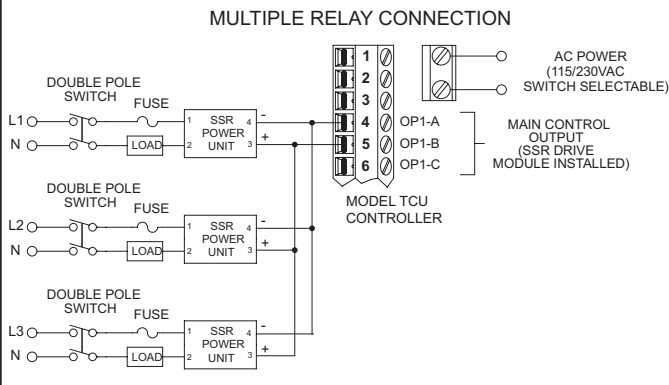 MULTIPLE RELAY CONNECTION
1
2
3
4
5
6
OP1-A
OP1-B
OP1-C
AC POWER
(115/230VAC
SWITCH SELECTABLE)
MAIN CONTROL
OUTPUT
(SSR DRIVE
MODULE INSTALLED)
MODEL TCU
CONTROLLER
DOUBLE POLE
SWITCH
FUSE
L1
N
LOAD
1
2
SSR
POWER
UNIT
4
3
-
+
DOUBLE POLE
SWITCH
FUSE
L2
N
LOAD
1
2
SSR
POWER
UNIT
4
3
-
+
DOUBLE POLE
SWITCH
FUSE
L3
N
LOAD
1
2
SSR
POWER
UNIT
4
3
-
+